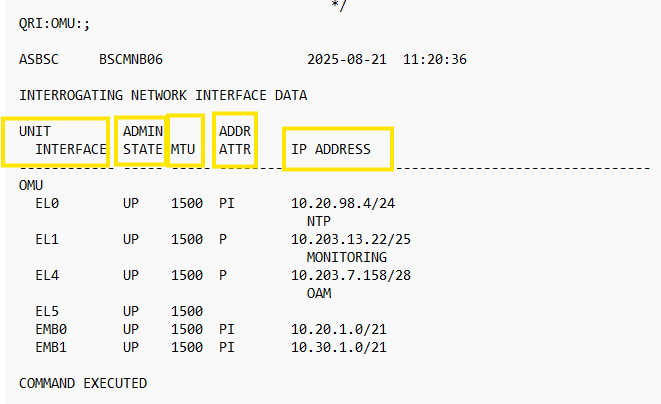 */
QRI:OMU:;
ASBSC BSCMNB06 2025-08-21 11:20:36
INTERROGATING NETWORK INTERFACE DATA
UNIT ADMIN ADDR
INTERFACE STATE MTU ATTR IP ADDRESS
OMU
EL0 UP 1500 PI 10.20.98.4/24
NTP
EL1 UP 1500 P 10.203.13.22/25
MONITORING
EL4 UP 1500 P 10.203.7.158/28
OAM
EL5 UP 1500
EMB0 UP 1500 PI 10.20.1.0/21
EMB1 UP 1500 PI 10.30.1.0/21
COMMAND EXECUTED